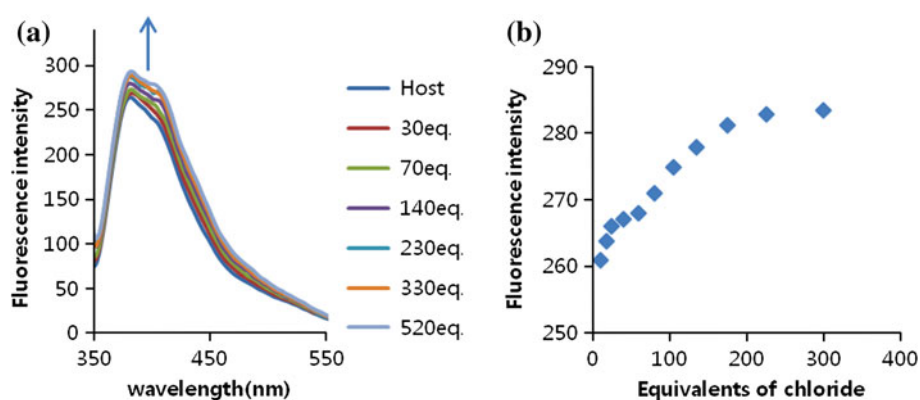 (a)
Fluorescence intensity
300
250
200
150
100
50
0
350
450
550
wavelength(nm)
Host
30eq.
70eq.
140eq.
230eq.
330eq.
520eq.
(b)
Fluorescence intensity
290
280
270
260
250
0
100
200
300
400
Equivalents of chloride